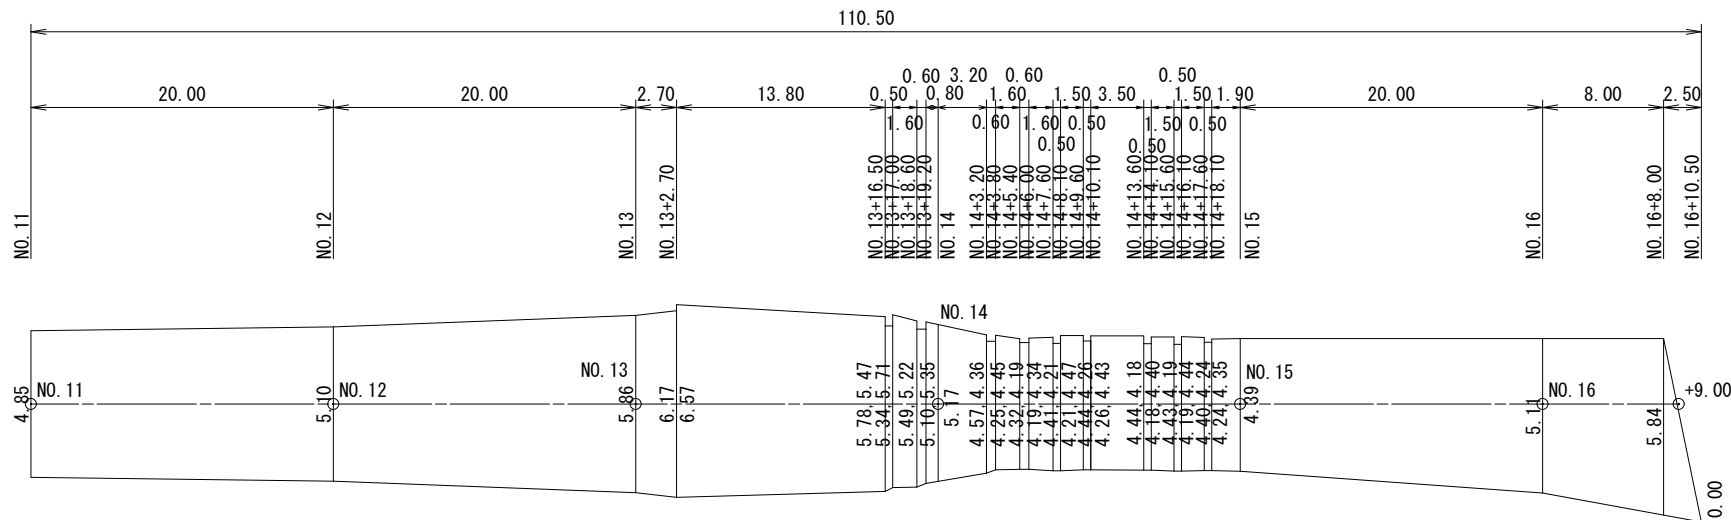 110.50
0.60 3.20 0.60 0.50
20.00 20.00 2.70 13.80 0.50 0.80 1.60 1.50 3.50 1.50 1.90 20.00 8.00 2.50
1.60 0.60 1.60 0.50 1.50 0.50
0.50 0.50
NO.11
NO.12
NO.13
NO.13+2.70
NO.13+16.50
NO.13+17.00
NO.13+18.60
NO.13+19.20
NO.14
NO.14+3.20
NO.14+3.80
NO.14+5.40
NO.14+6.00
NO.14+7.60
NO.14+8.10
NO.14+9.60
NO.14+10.10
NO.14+13.60
NO.14+14.10
NO.14+15.60
NO.14+16.10
NO.14+17.60
NO.14+18.10
NO.15
NO.16
NO.16+8.00
NO.16+10.50
NO.14
NO.13
NO.15
NO.11
NO.12
NO.16
+9.00
4.85
5.10
5.86
6.17
6.57
5.78, 5.47
5.34, 5.71
5.49, 5.22
5.10, 5.35
5.17
4.57, 4.36
4.25, 4.45
4.32, 4.19
4.19, 4.34
4.41, 4.21
4.21, 4.47
4.44, 4.26
4.26, 4.43
4.44, 4.18
4.18, 4.40
4.43, 4.19
4.19, 4.44
4.40, 4.24
4.24, 4.35
4.39
5.11
5.84
0.00